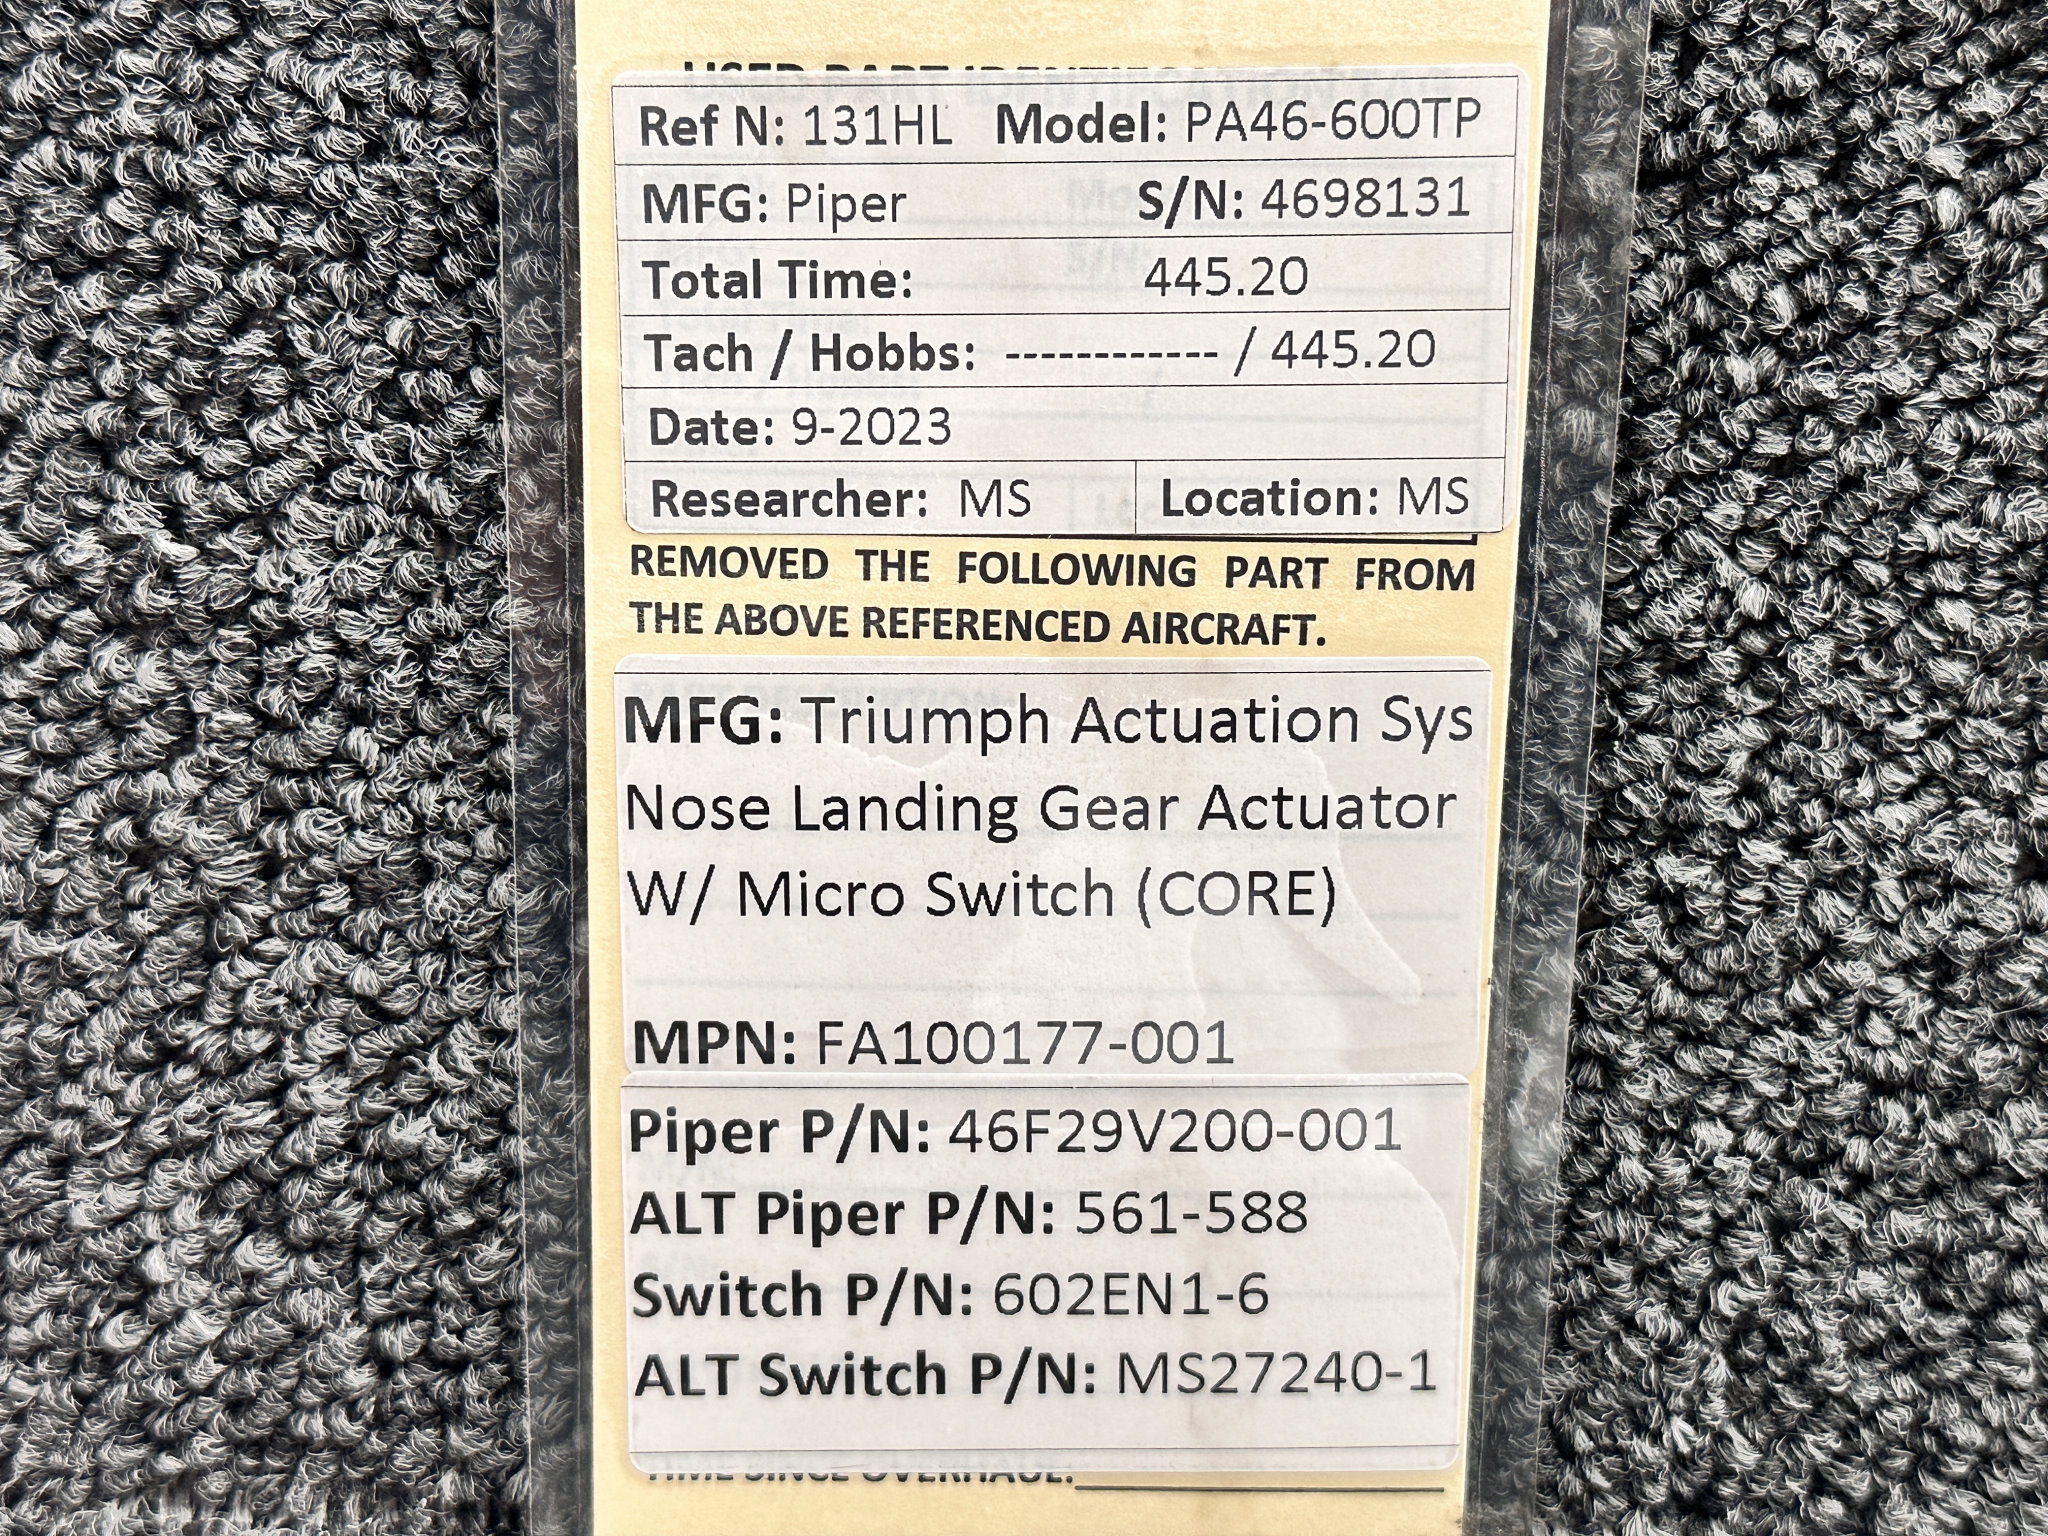 Ref N: 131HL Model: PA46-600TP
MFG: Piper S/N: 4698131
Total Time: 445.20
Tach / Hobbs: ------------ / 445.20
Date: 9-2023
Researcher: MS Location: MS
REMOVED THE FOLLOWING PART FROM
THE ABOVE REFERENCED AIRCRAFT.
MFG: Triumph Actuation Sys
Nose Landing Gear Actuator
W/ Micro Switch (CORE)
MPN: FA100177-001
Piper P/N: 46F29V200-001
ALT Piper P/N: 561-588
Switch P/N: 602EN1-6
ALT Switch P/N: MS27240-1
TIME SINCE OVERHAUL: